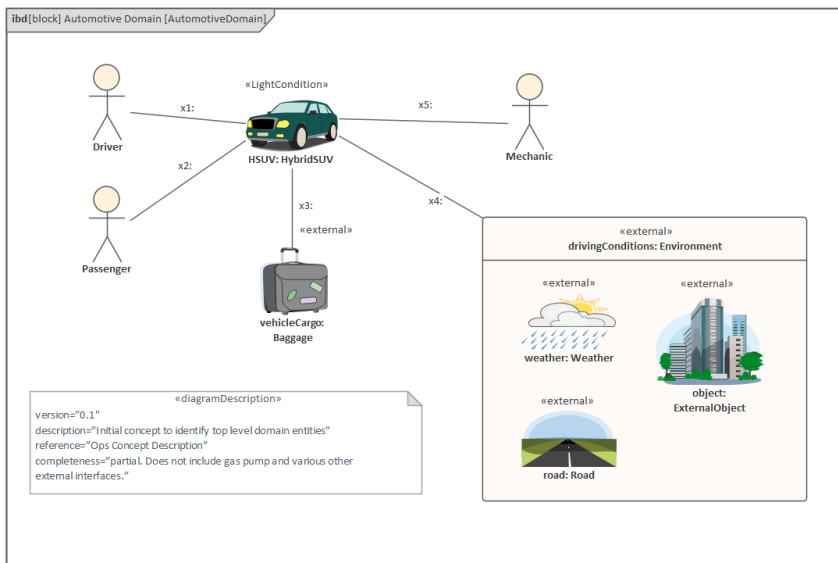 ibd [block] Automotive Domain [AutomotiveDomain]
«LightCondition»
x1:
x5:
Driver
HSUV: HybridSUV
Mechanic
x2:
x3:
x4:
«external»
Passenger
vehicleCargo:
Baggage
«external»
drivingConditions: Environment
«external»
«external»
weather: Weather
object:
ExternalObject
«external»
road: Road
«diagramDescription»
version="0.1"
description="Initial concept to identify top level domain entities"
reference="Ops Concept Description"
completeness="partial. Does not include gas pump and various other
external interfaces."